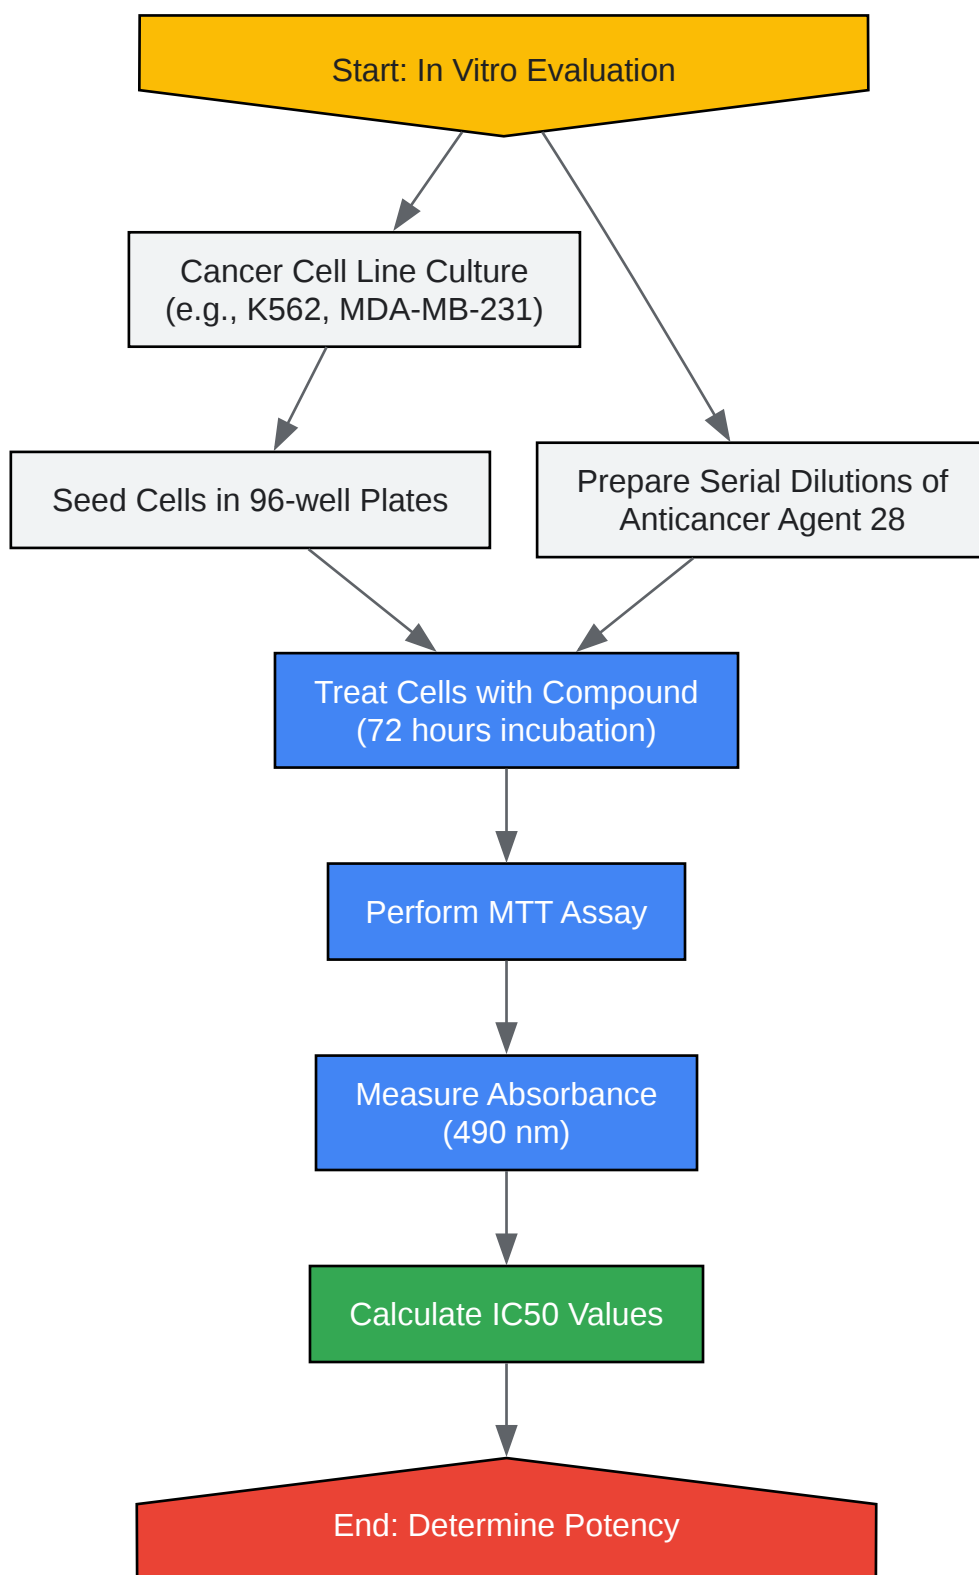 Start: In Vitro Evaluation
Cancer Cell Line Culture
(e.g., K562, MDA-MB-231)
Seed Cells in 96-well Plates
Prepare Serial Dilutions of
Anticancer Agent 28
Treat Cells with Compound
(72 hours incubation)
Perform MTT Assay
Measure Absorbance
(490 nm)
Calculate IC50 Values
End: Determine Potency